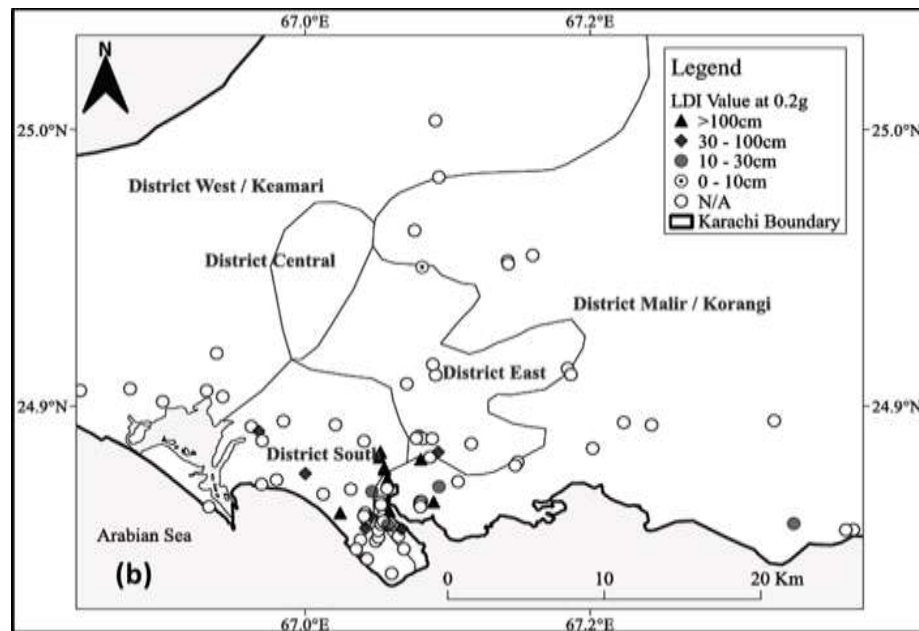 67.0°E 67.2°E
N
Legend
LDI Value at 0.2g
>100cm
30 - 100cm
10 - 30cm
0 - 10cm
N/A
Karachi Boundary
25.0°N 25.0°N
District West / Keamari
District Central
District Malir / Korangi
District East
24.9°N 24.9°N
District South
Arabian Sea
(b)
0 10 20 Km
67.0°E 67.2°E